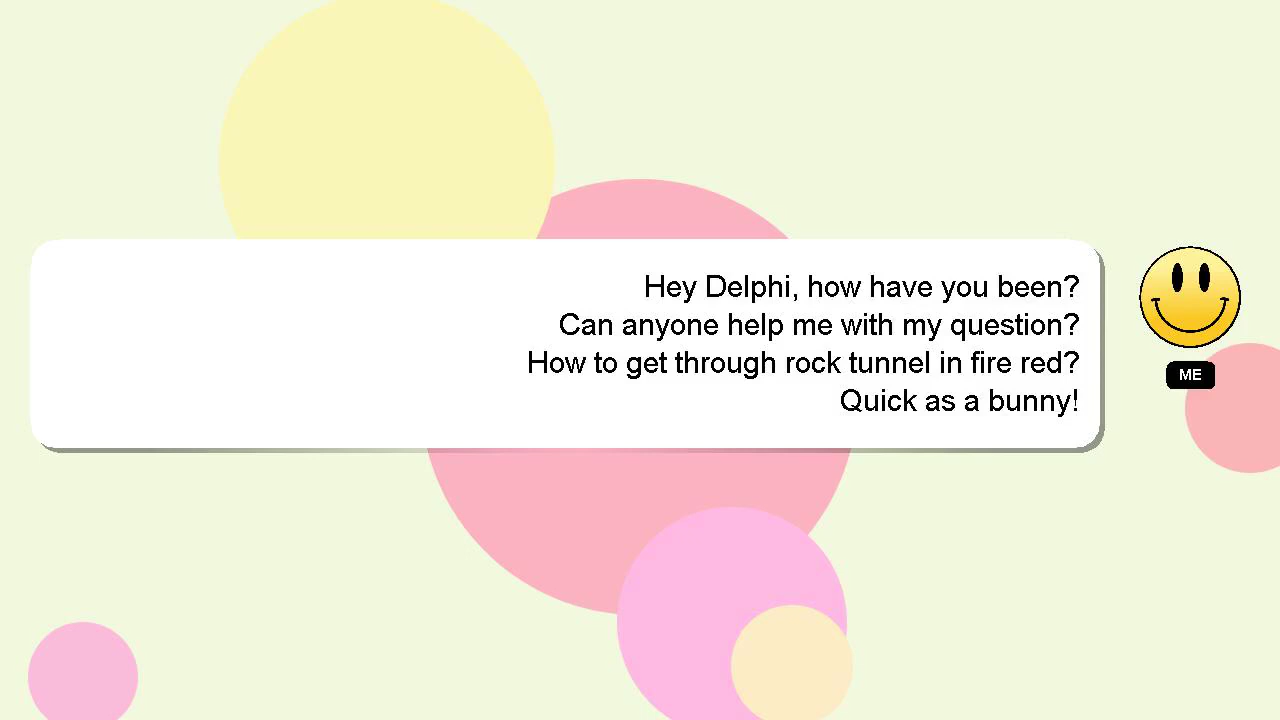 Hey Delphi, how have you been?
Can anyone help me with my question?
How to get through rock tunnel in fire red?
Quick as a bunny!
ME